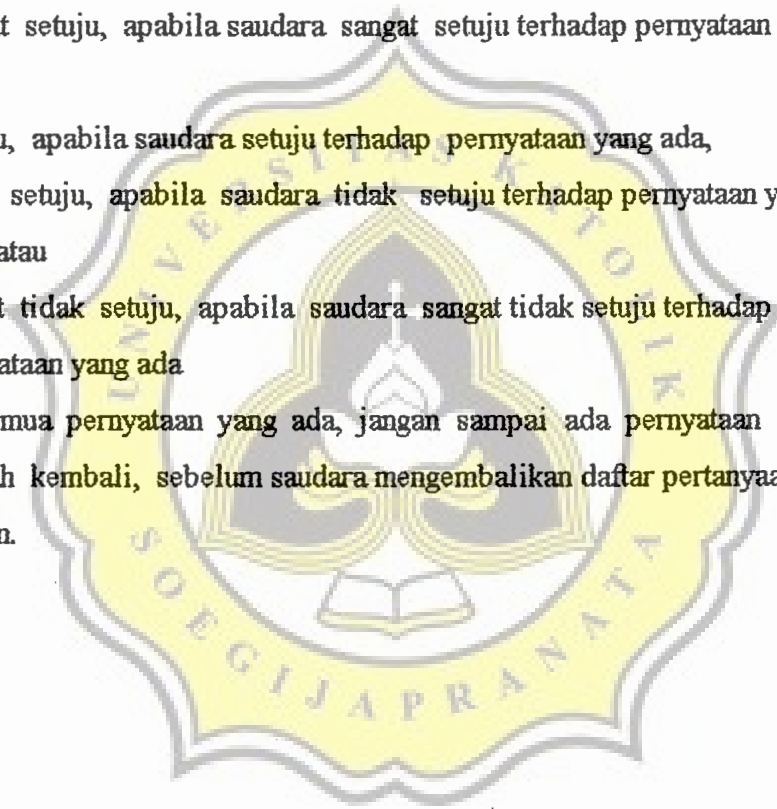 setuju, apabila saudara sangat setuju terhadap pernyataan
apabila saudara setuju terhadap pernyataan yang ada,
setuju, apabila saudara tidak setuju terhadap pernyataan
atau
tidak setuju, apabila saudara sangat tidak setuju terhadap
ataan yang ada
mua pernyataan yang ada, jangan sampai ada pernyataan
h kembali, sebelum saudara mengembalikan daftar pertanyaa
n.
UNIVERSITAS KATOLIK
SOEGIJAPRANATA